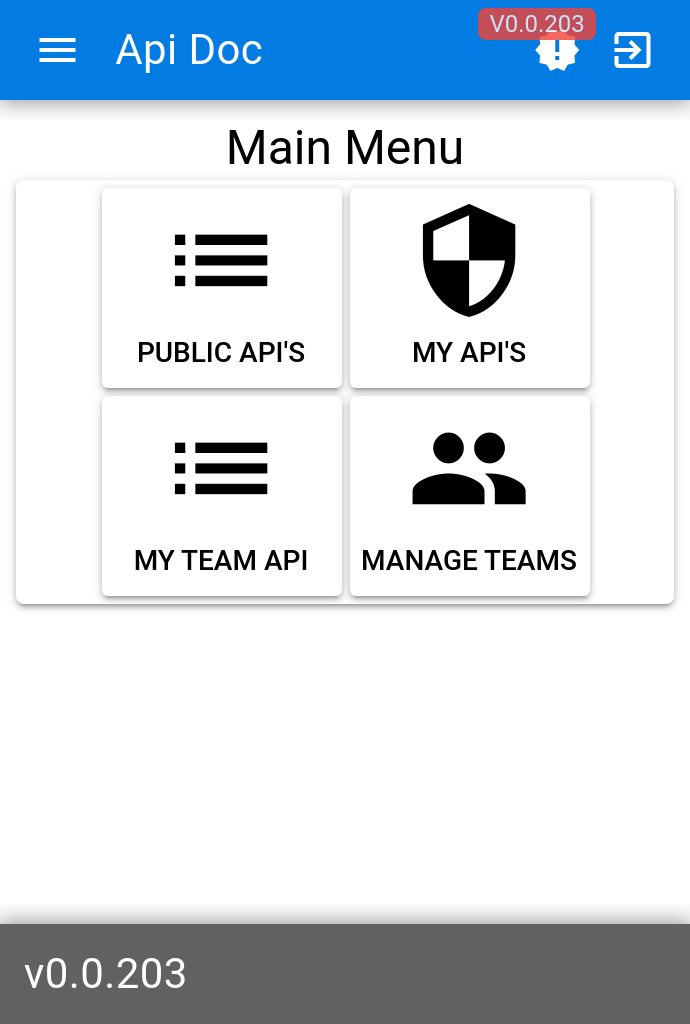 V0.0.203
Api Doc
Main Menu
PUBLIC API'S
MY API'S
MY TEAM API
MANAGE TEAMS
v0.0.203